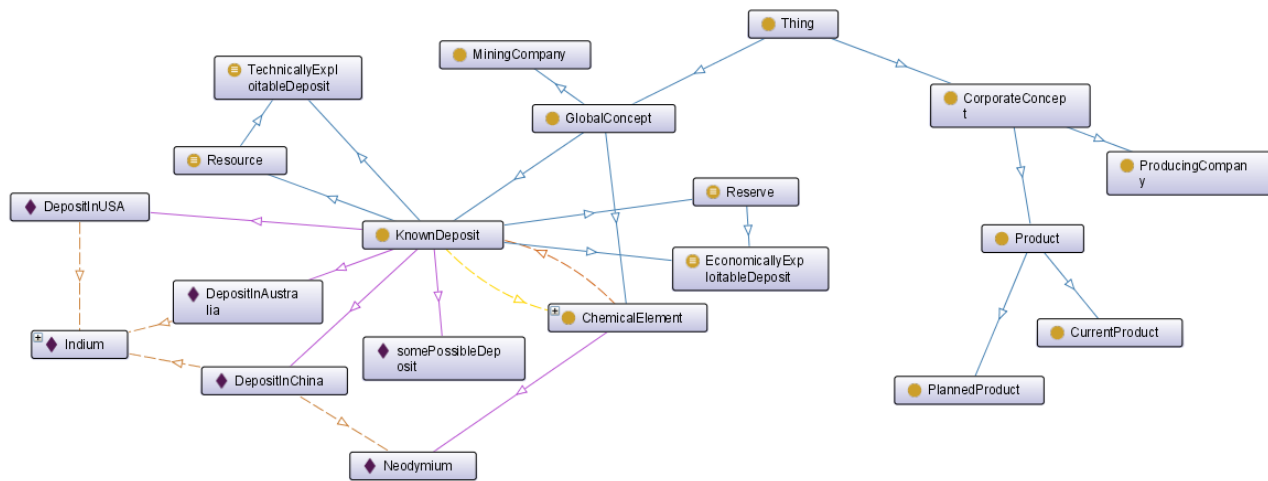 Thing
MiningCompany
TechnicallyExpl
oitableDeposit
CorporateConcep
t
GlobalConcept
Resource
ProducingCompan
y
Reserve
DepositInUSA
KnownDeposit
Product
EconomicallyExp
loitableDeposit
DepositInAustra
lia
ChemicalElement
CurrentProduct
Indium
somePossibleDep
osit
DepositInChina
PlannedProduct
Neodymium